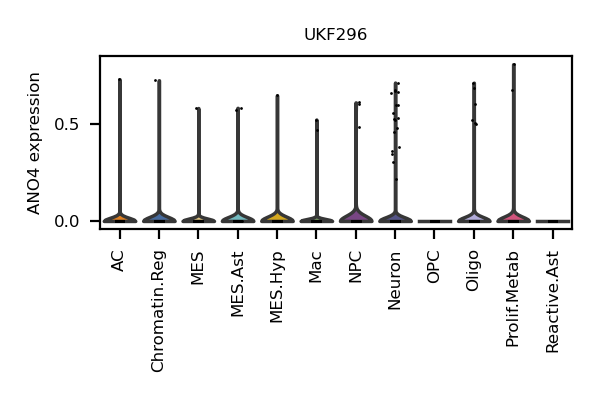 UKF296
ANO4 expression
0.5
0.0
AC
Chromatin.Reg
MES
MES.Ast
MES.Hyp
Mac
NPC
Neuron
OPC
Oligo
Prolif.Metab
Reactive.Ast